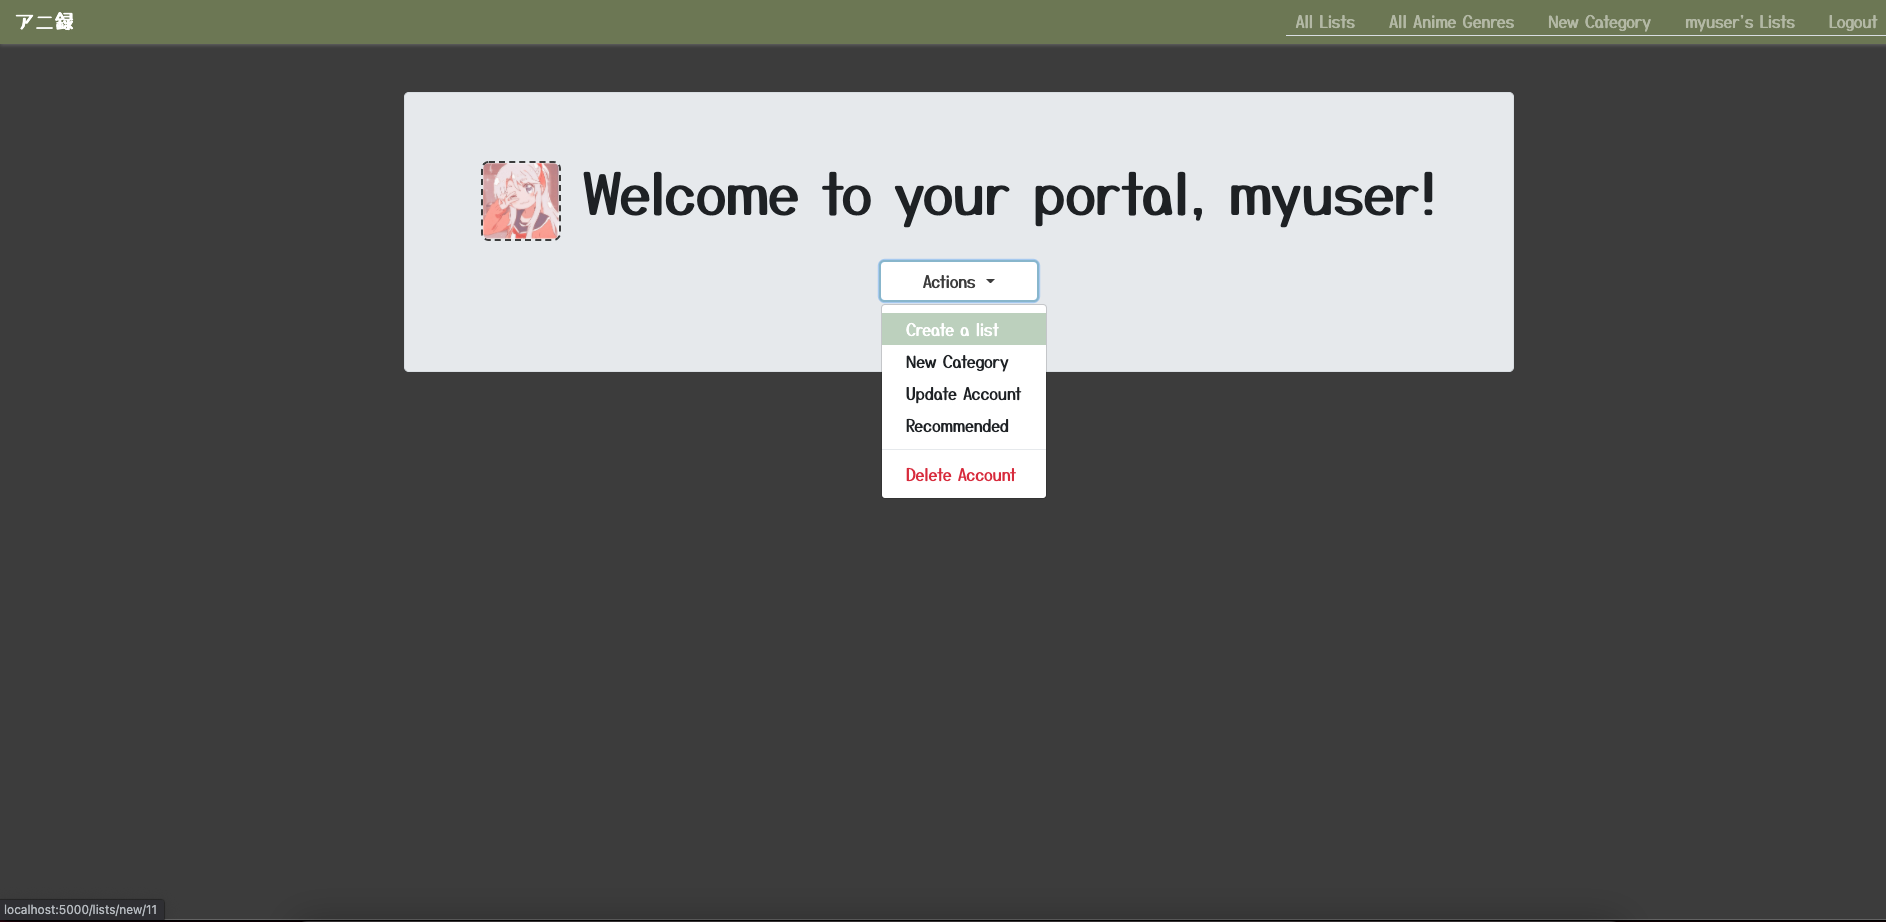 アニ録
All Lists
All Anime Genres
New Category
myuser's Lists
Logout
Welcome to your portal, myuser!
Actions
Create a list
New Category
Update Account
Recommended
Delete Account
localhost:5000/lists/new/11